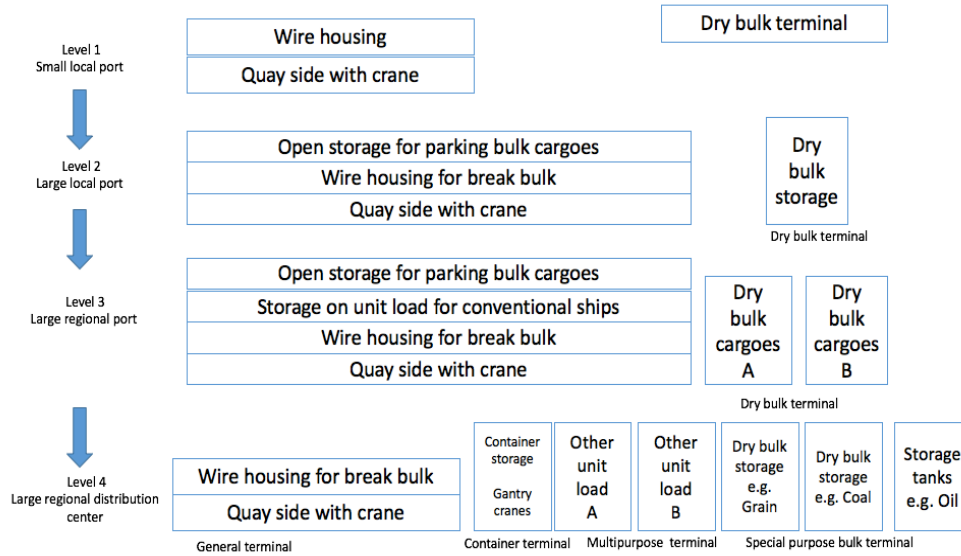 Wire housing
Dry bulk terminal
Level 1
Small local port
Quay side with crane
Open storage for parking bulk cargoes
Dry
bulk
storage
Level 2
Large local port
Wire housing for break bulk
Quay side with crane
Dry bulk terminal
Open storage for parking bulk cargoes
Level 3
Large regional port
Storage on unit load for conventional ships
Wire housing for break bulk
Quay side with crane
Dry
bulk
cargoes
A
Dry
bulk
cargoes
B
Dry bulk terminal
Level 4
Large regional distribution
center
Wire housing for break bulk
Quay side with crane
General terminal
Container
storage
Gantry
cranes
Other
unit
load
A
Other
unit
load
B
Dry bulk
storage
e.g.
Grain
Dry bulk
storage
e.g. Coal
Storage
tanks
e.g. Oil
Container terminal
Multipurpose terminal
Special purpose bulk terminal